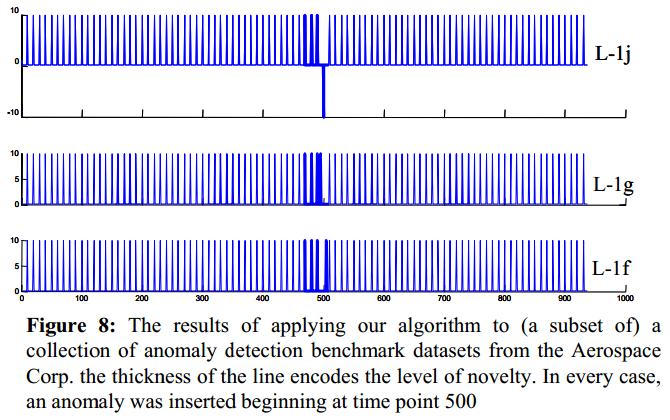 10
0
-10
L-1j
10
5
0
L-1g
10
5
0
L-1f
0 100 200 300 400 500 600 700 800 900 1000
Figure 8: The results of applying our algorithm to (a subset of) a
collection of anomaly detection benchmark datasets from the Aerospace
Corp. the thickness of the line encodes the level of novelty. In every case,
an anomaly was inserted beginning at time point 500